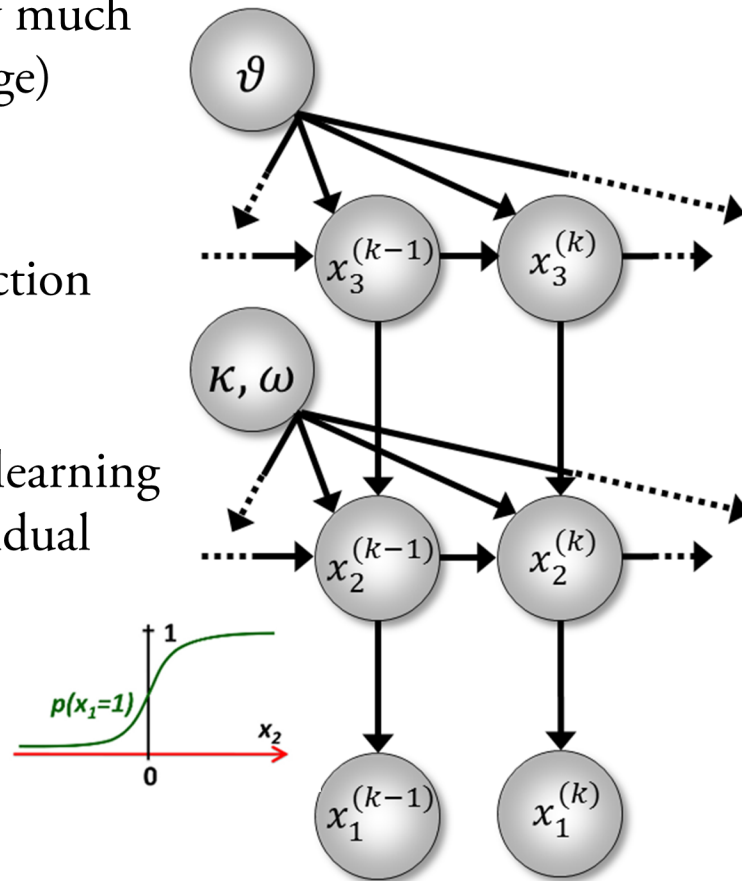 much
ge)
ϑ
x₃^(k−1)
x₃^(k)
ction
κ, ω
learning
dual
x₂^(k−1)
x₂^(k)
1
p(x₁=1)
x₂
0
x₁^(k−1)
x₁^(k)